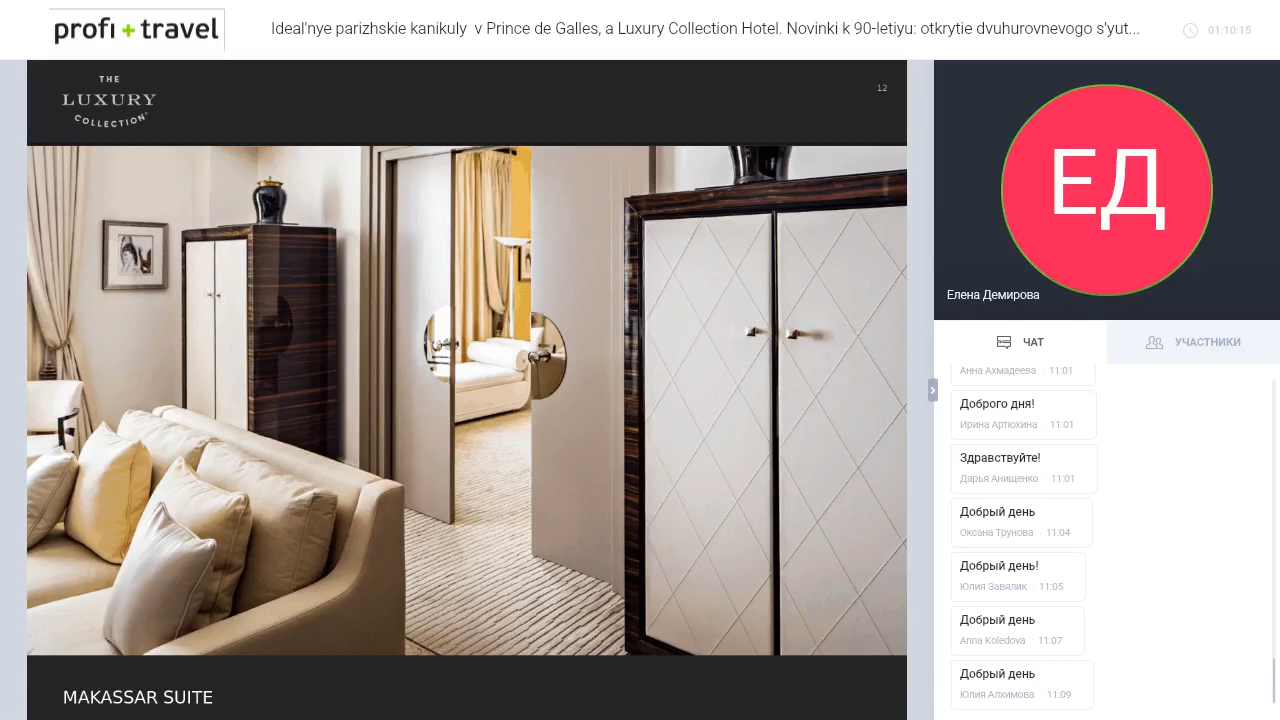 profi + travel
Ideal'nye parizhskie kanikuly v Prince de Galles, a Luxury Collection Hotel. Novinki k 90-letiyu: otkrytie dvuhurovnevogo s'yut...
01:10:15
THE
LUXURY
COLLECTION
12
ЕД
Елена Демирова
ЧАТ
УЧАСТНИКИ
Анна Ахмадеева · 11:01
Доброго дня!
Ирина Артюхина · 11:01
Здравствуйте!
Дарья Анищенко · 11:01
Добрый день
Оксана Трунова · 11:04
Добрый день!
Юлия Завялик · 11:05
Добрый день
Anna Koledova · 11:07
Добрый день
Юлия Алхимова · 11:09
MAKASSAR SUITE